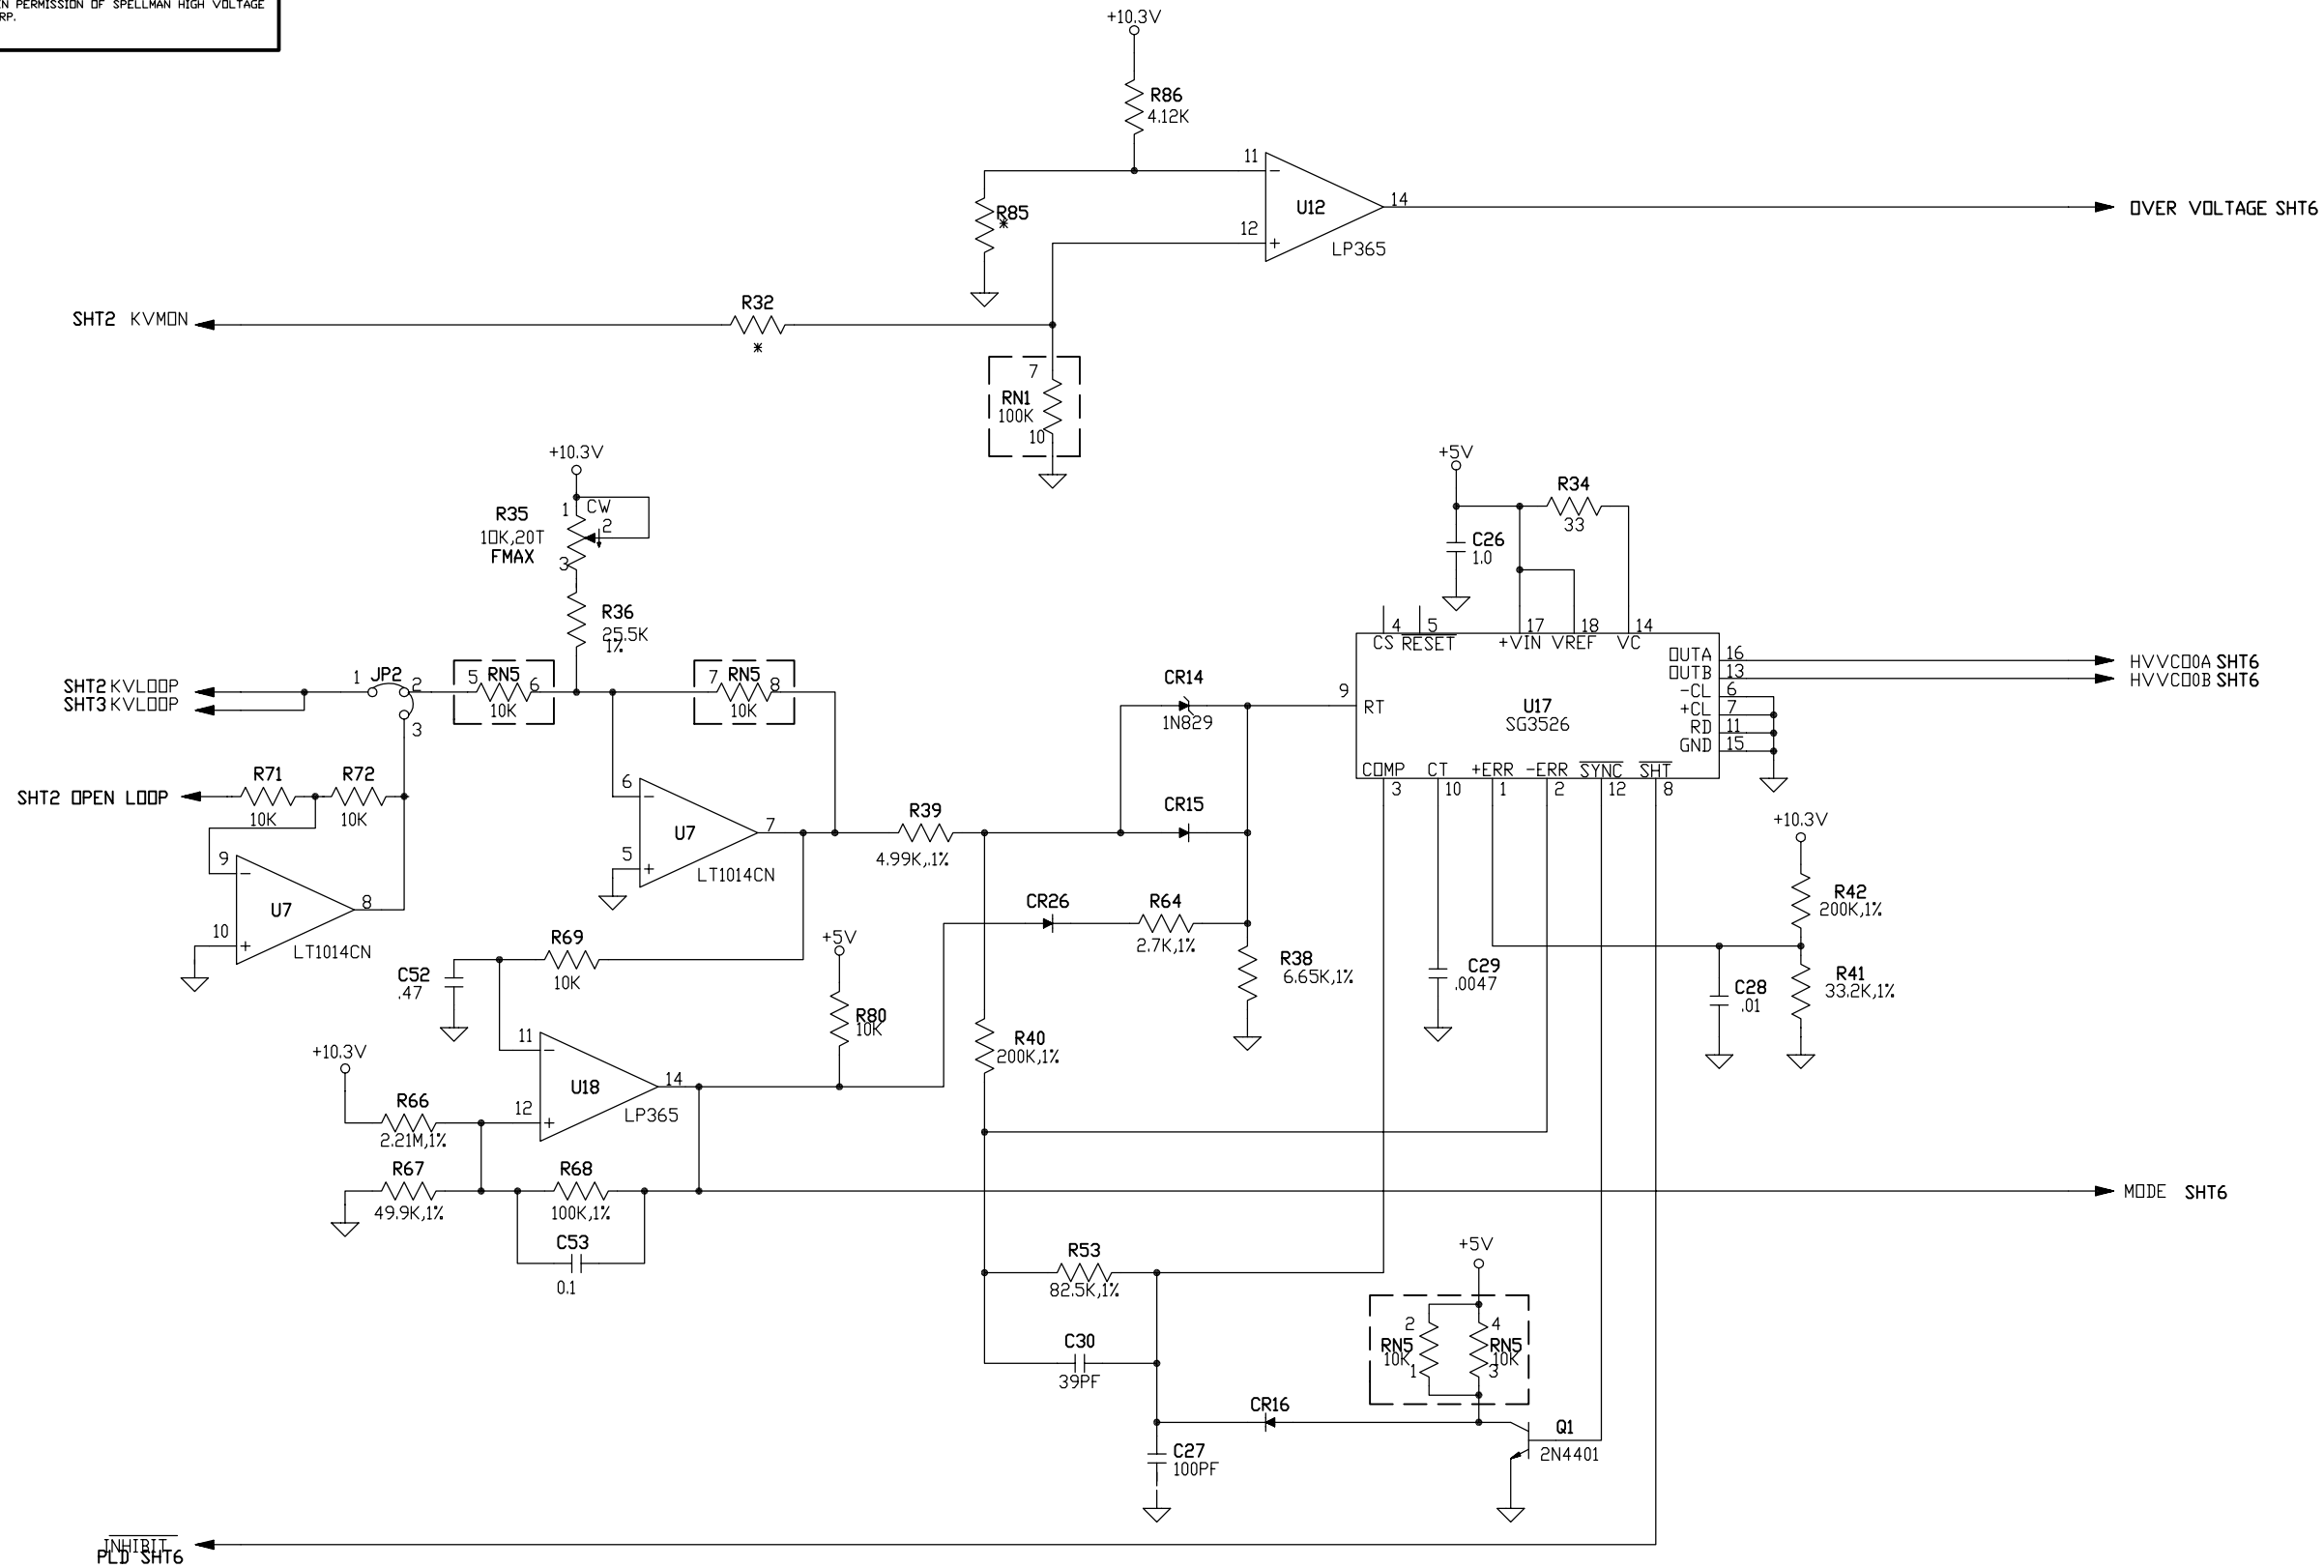 EN PERMISSION OF SPELLMAN HIGH VOLTAGE
RP.
+10.3V
R86
4.12K
11
R85
*
U12
14
OVER VOLTAGE SHT6
12
LP365
SHT2 KVMON
R32
*
7
RN1
100K
10
+10.3V
1
CW
2
R35
10K,20T
FMAX
3
R36
25.5K
1%
+5V
R34
33
C26
1.0
4
5
17
18
14
CS
RESET
+VIN
VREF
VC
SHT2 KVLOOP
SHT3 KVLOOP
1
JP2
2
3
5
RN5
6
10K
7
RN5
8
10K
CR14
1N829
9
RT
U17
SG3526
OUTA
16
HVVCO0A SHT6
OUTB
13
HVVCO0B SHT6
-CL
6
+CL
7
RD
11
GND
15
COMP
CT
+ERR
-ERR
SYNC
SHT
3
10
1
2
12
8
SHT2 OPEN LOOP
R71
10K
R72
10K
9
U7
8
10
LT1014CN
6
U7
7
5
LT1014CN
R39
4.99K,.1%
CR15
CR26
R64
2.7K,1%
R38
6.65K,1%
C29
.0047
+10.3V
R42
200K,1%
C28
.01
R41
33.2K,1%
R69
10K
C52
.47
+5V
R80
10K
+10.3V
11
U18
14
12
LP365
R66
2.21M,1%
R67
49.9K,1%
R68
100K,1%
C53
0.1
R40
200K,1%
MODE SHT6
R53
82.5K,1%
C30
39PF
+5V
2
RN5
10K
1
4
RN5
10K
3
CR16
C27
100PF
Q1
2N4401
INHIBIT
PLD SHT6